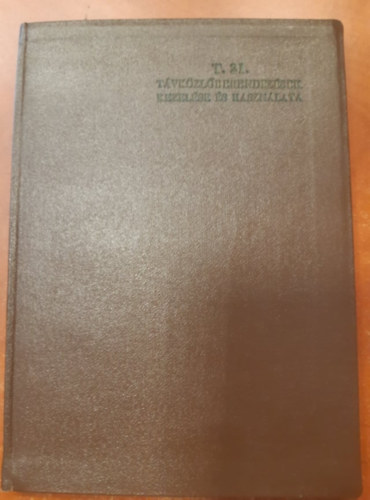 T. 21.
TÁVKÖZLŐBERENDEZÉSEK
KEZELÉSE ÉS HASZNÁLATA